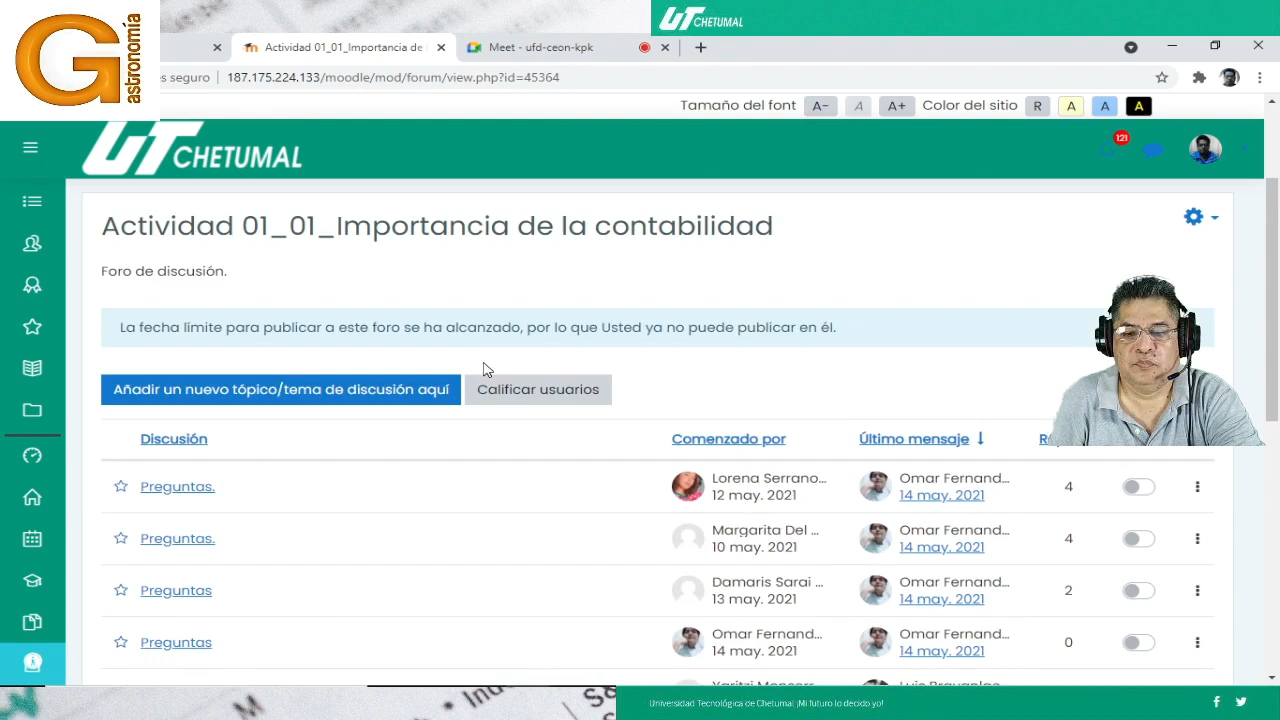 Gastronomía
UT CHETUMAL
Actividad 01_01_Importancia de
Meet - ufd-ceon-kpk
es seguro
187.175.224.133/moodle/mod/forum/view.php?id=45364
Tamaño del font A- A A+ Color del sitio R A A A
UT CHETUMAL
121
Actividad 01_01_Importancia de la contabilidad
Foro de discusión.
La fecha límite para publicar a este foro se ha alcanzado, por lo que Usted ya no puede publicar en él.
Añadir un nuevo tópico/tema de discusión aquí
Calificar usuarios
Discusión Comenzado por Último mensaje ↓ R
Preguntas. Lorena Serrano... Omar Fernand... 4
12 may. 2021 14 may. 2021
Preguntas. Margarita Del ... Omar Fernand... 4
10 may. 2021 14 may. 2021
Preguntas Damaris Sarai ... Omar Fernand... 2
13 may. 2021 14 may. 2021
Preguntas Omar Fernand... Omar Fernand... 0
14 may. 2021 14 may. 2021
Universidad Tecnológica de Chetumal ¡Mi futuro lo decido yo!